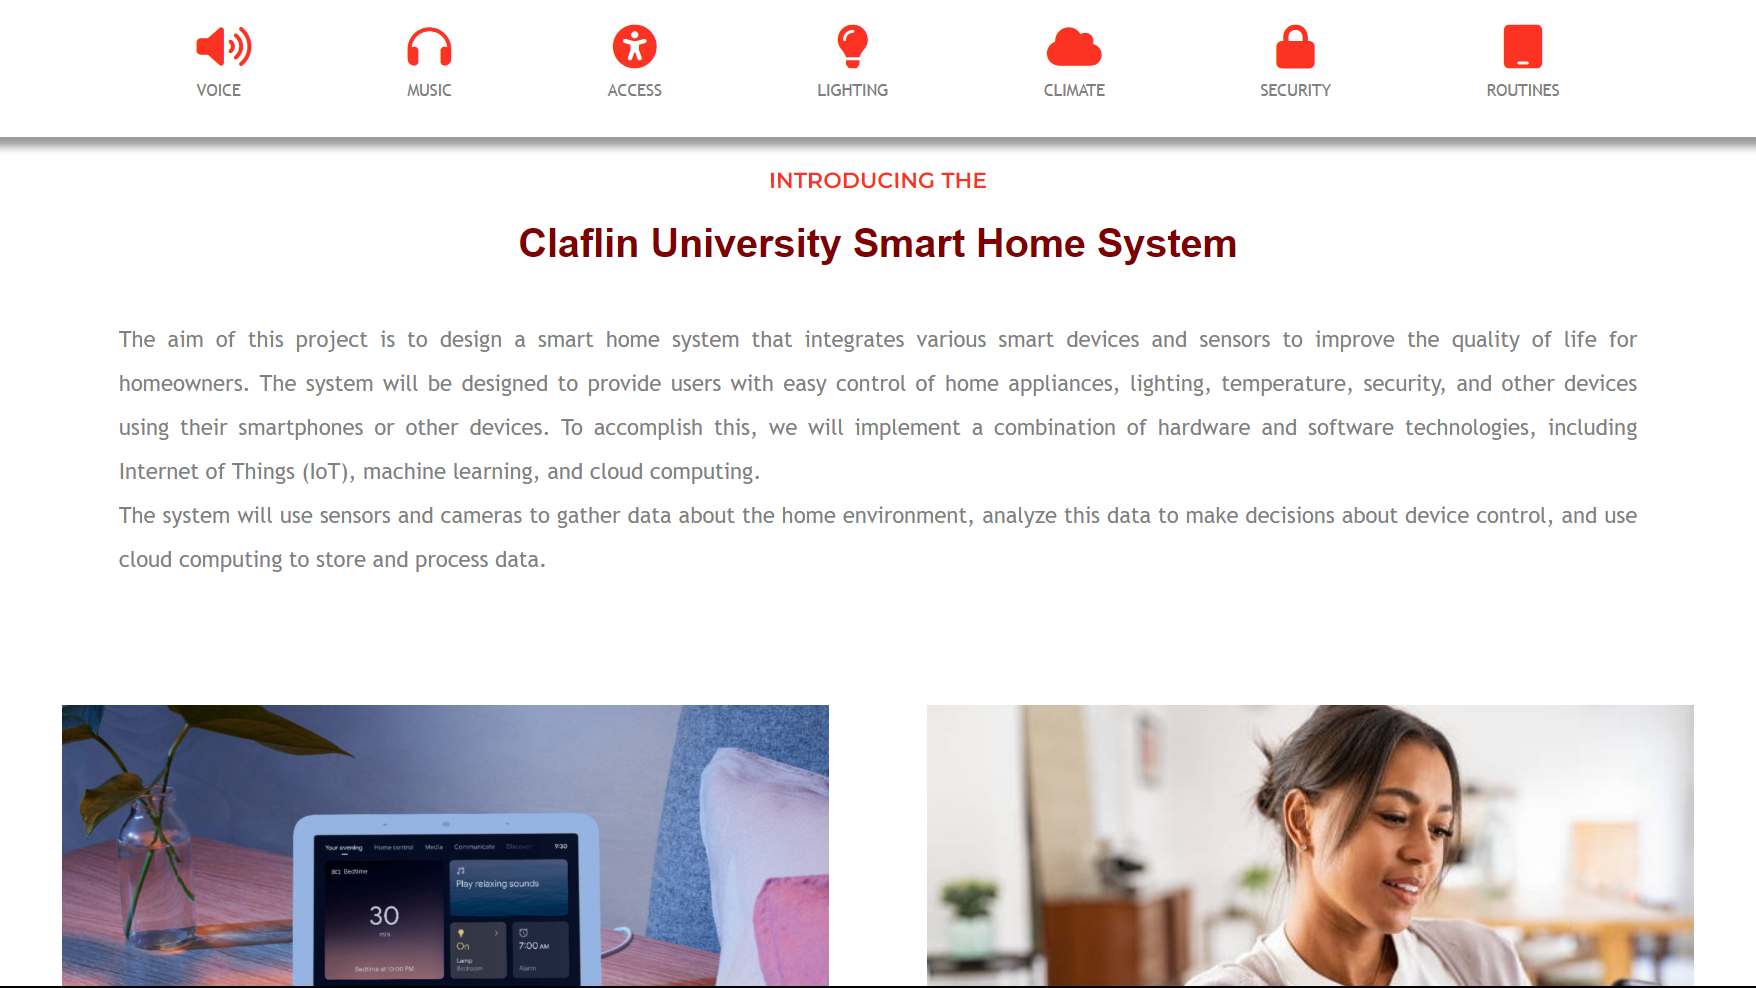 VOICE MUSIC ACCESS LIGHTING CLIMATE SECURITY ROUTINES
INTRODUCING THE
Claflin University Smart Home System
The aim of this project is to design a smart home system that integrates various smart devices and sensors to improve the quality of life for
homeowners. The system will be designed to provide users with easy control of home appliances, lighting, temperature, security, and other devices
using their smartphones or other devices. To accomplish this, we will implement a combination of hardware and software technologies, including
Internet of Things (IoT), machine learning, and cloud computing.
The system will use sensors and cameras to gather data about the home environment, analyze this data to make decisions about device control, and use
cloud computing to store and process data.
Your evening Home control Media Communicate Discover 9:30
Bedtime
30
min
Bedtime at 10:00 PM
Play relaxing sounds
On
Lamp
Bedroom
7:00 AM
Alarm